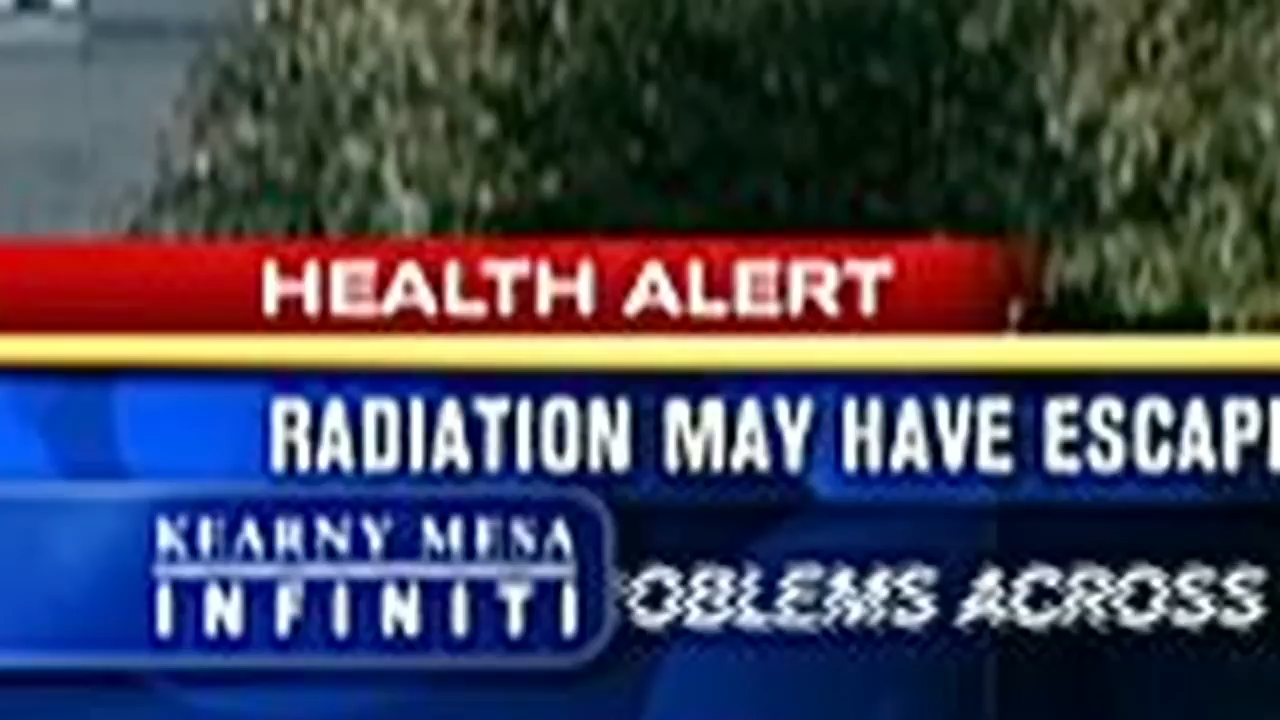 HEALTH ALERT
RADIATION MAY HAVE ESCAP
KEARNY MESA
INFINITI
OBLEMS ACROSS